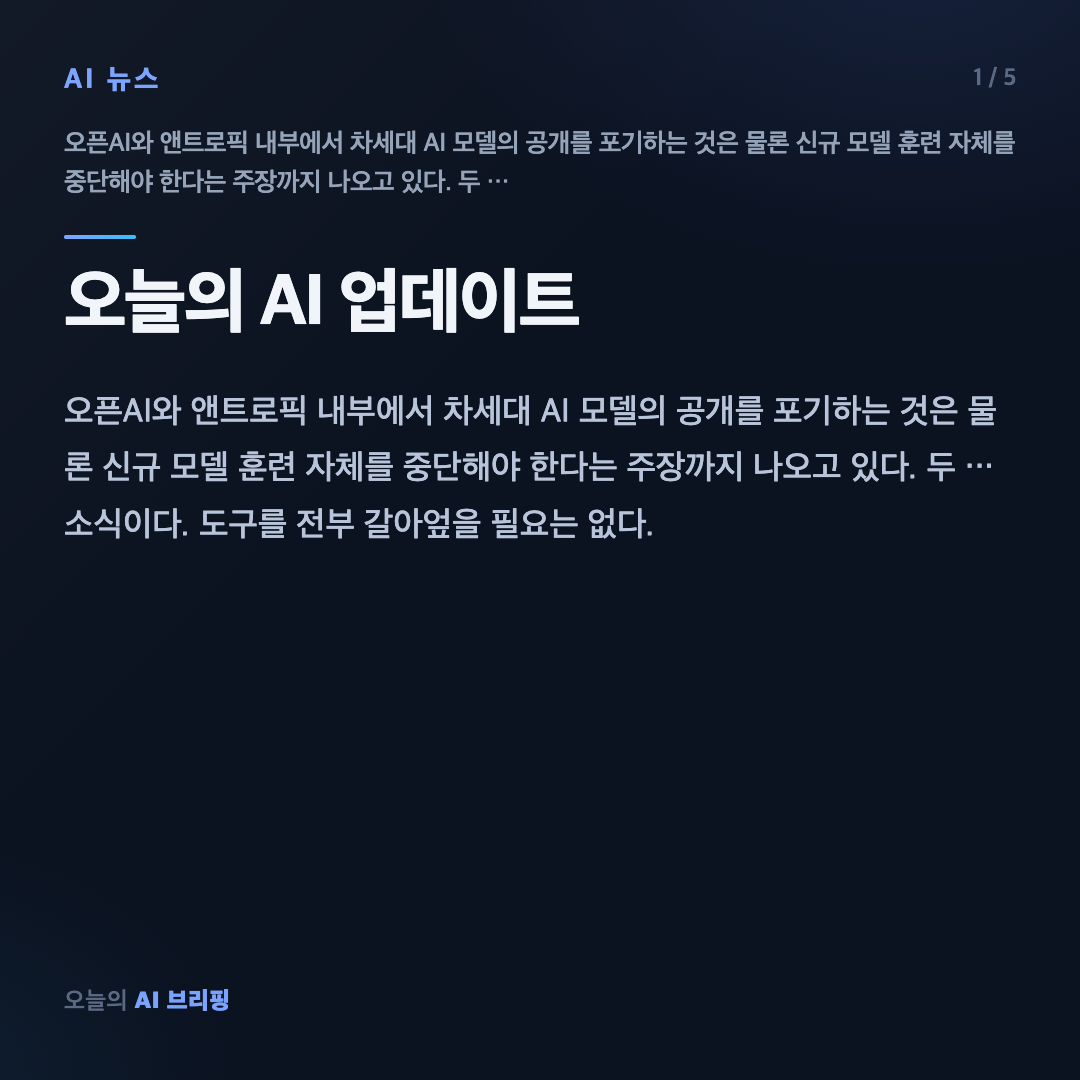 AI 뉴스
1 / 5
오픈AI와 앤트로픽 내부에서 차세대 AI 모델의 공개를 포기하는 것은 물론 신규 모델 훈련 자체를
중단해야 한다는 주장까지 나오고 있다. 두 …
오늘의 AI 업데이트
오픈AI와 앤트로픽 내부에서 차세대 AI 모델의 공개를 포기하는 것은 물
론 신규 모델 훈련 자체를 중단해야 한다는 주장까지 나오고 있다. 두 …
소식이다. 도구를 전부 갈아엎을 필요는 없다.
오늘의 AI 브리핑